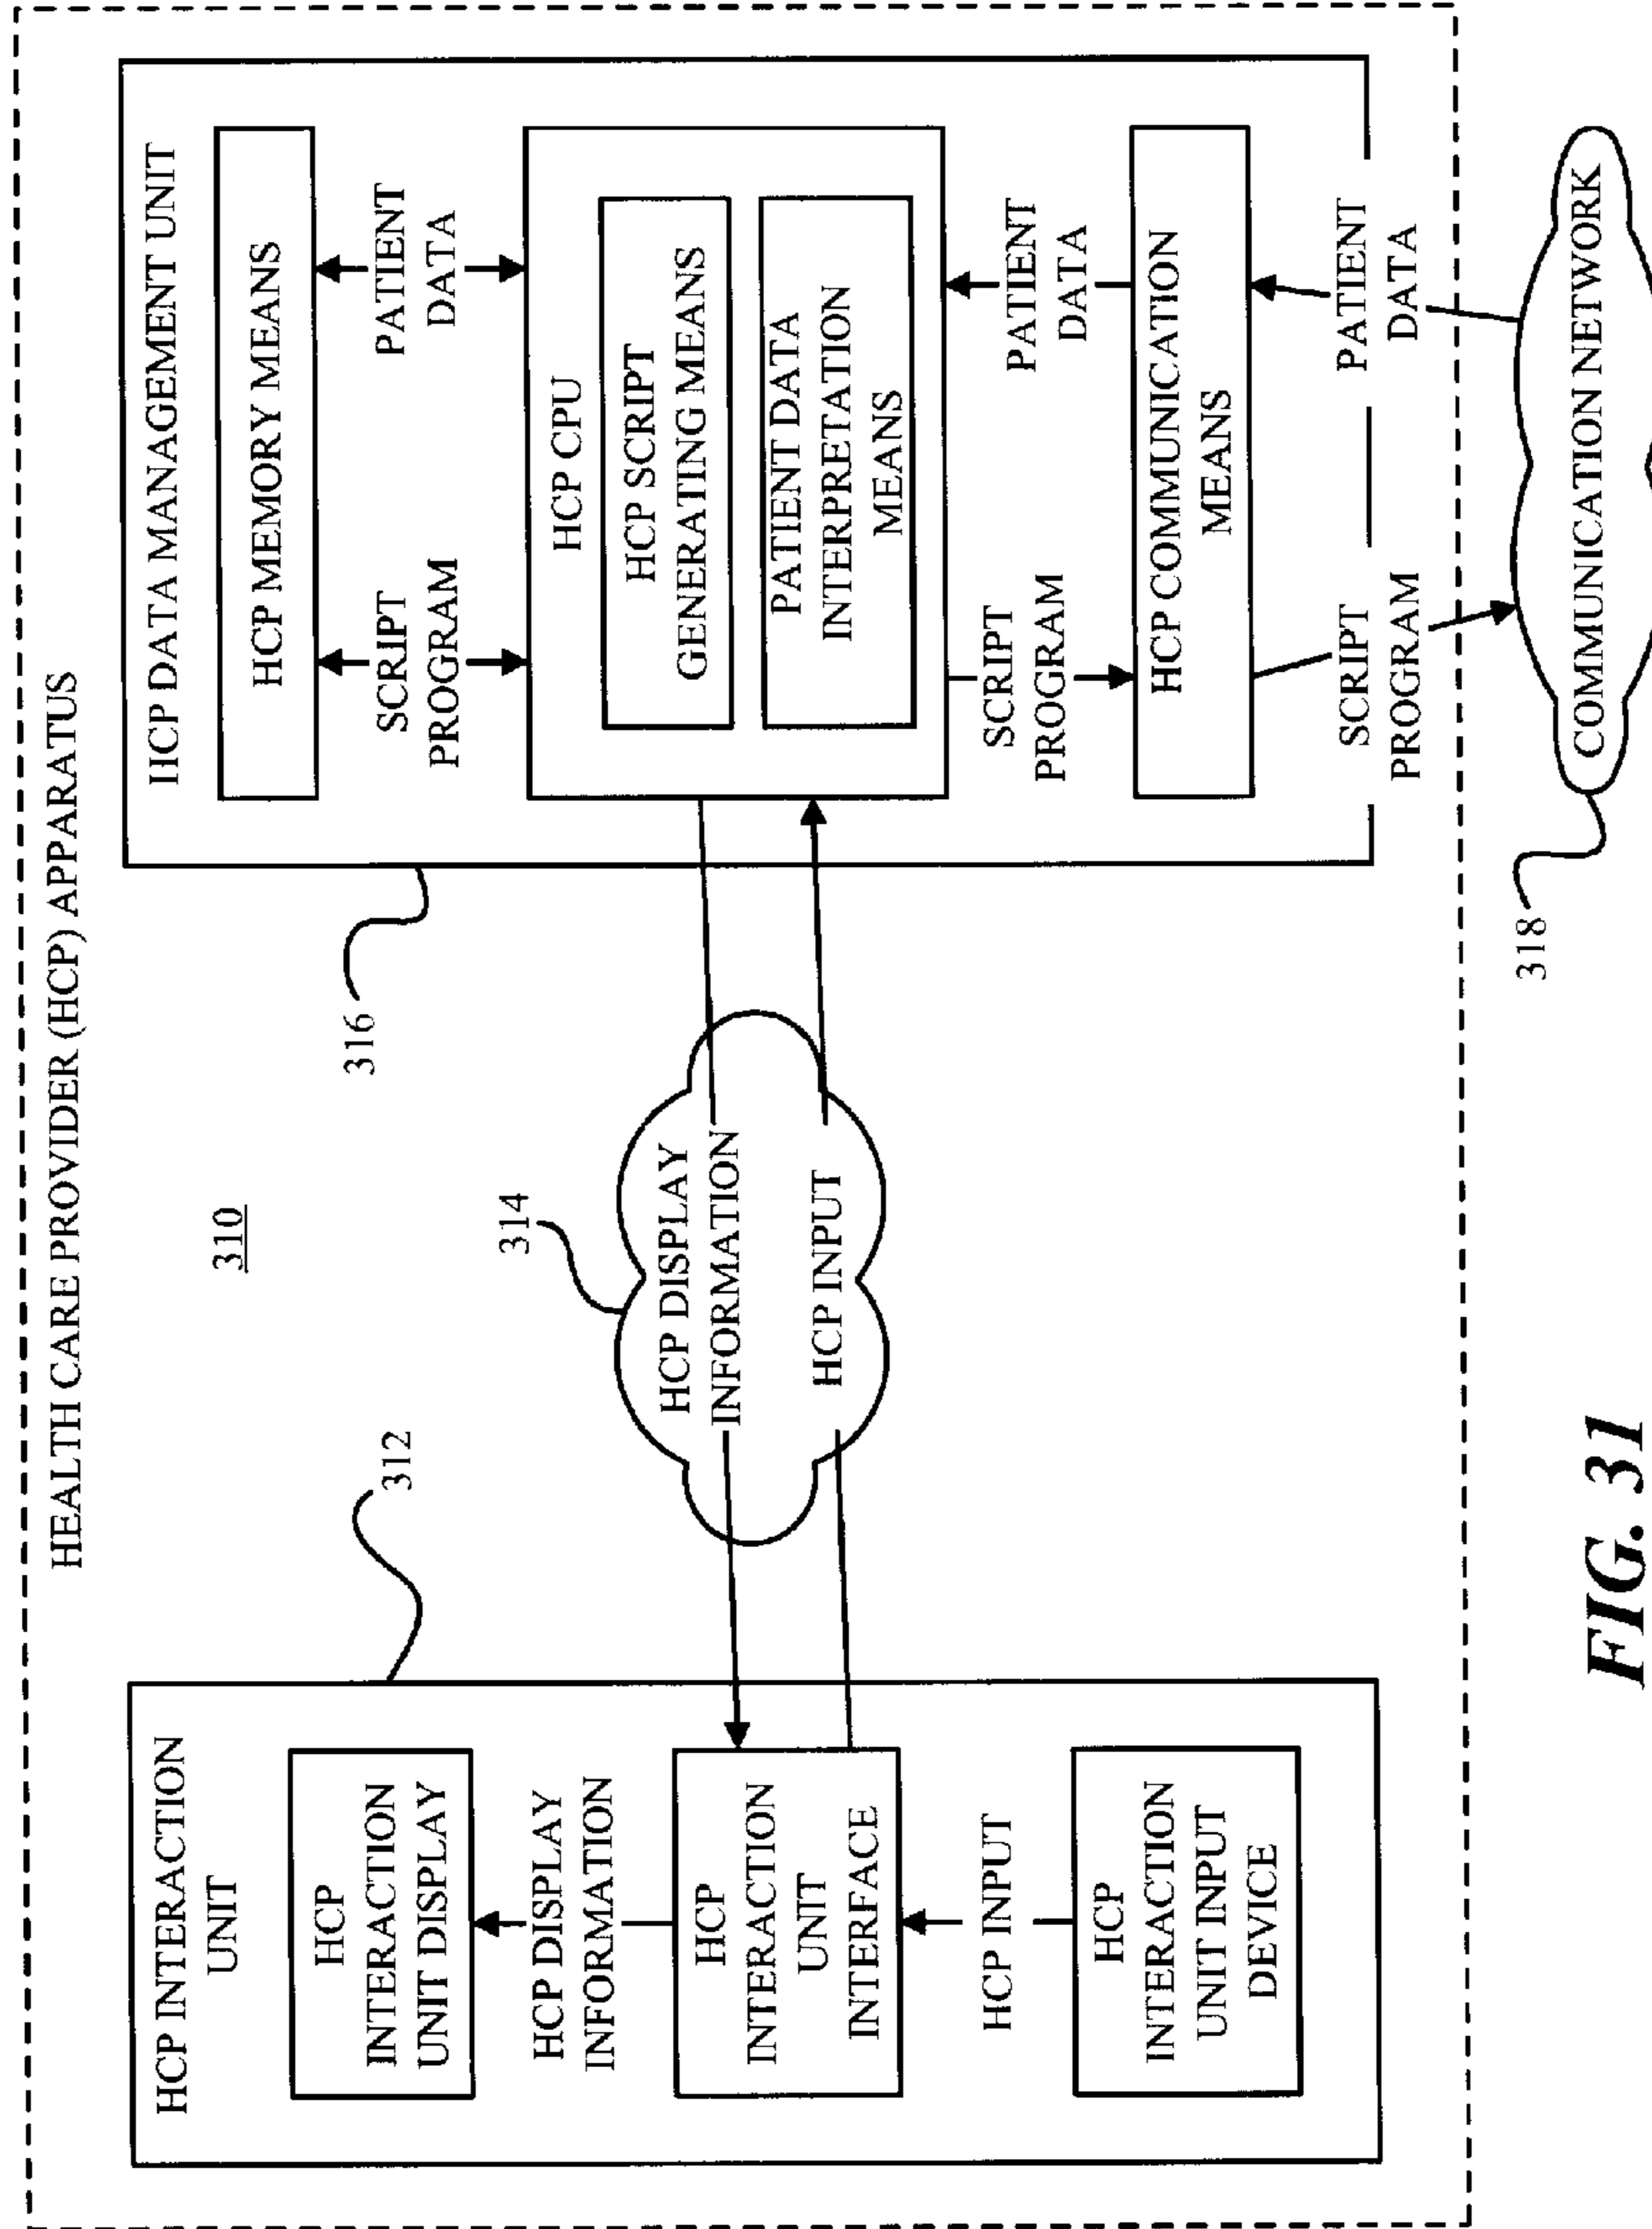 HEALTH CARE PROVIDER (HCP) APPARATUS
310
HCP INTERACTION
UNIT
312
HCP
INTERACTION
UNIT DISPLAY
HCP DISPLAY
INFORMATION
HCP
INTERACTION
UNIT
INTERFACE
HCP INPUT
HCP
INTERACTION
UNIT INPUT
DEVICE
314
HCP DISPLAY
INFORMATION
HCP INPUT
316
HCP DATA MANAGEMENT UNIT
HCP MEMORY MEANS
SCRIPT
PROGRAM
PATIENT
DATA
HCP CPU
HCP SCRIPT
GENERATING MEANS
PATIENT DATA
INTERPRETATION
MEANS
SCRIPT
PROGRAM
PATIENT
DATA
HCP COMMUNICATION
MEANS
SCRIPT
PROGRAM
PATIENT
DATA
318
COMMUNICATION NETWORK
FIG. 31